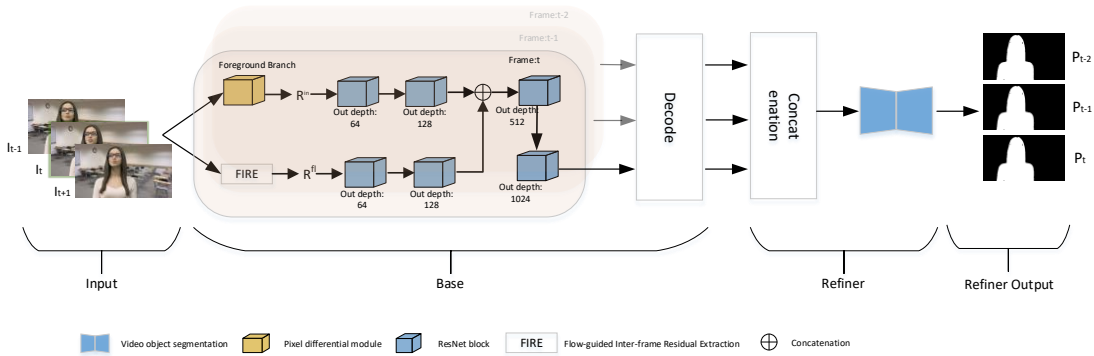 Frame:t-2
Frame:t-1
Foreground Branch
Frame:t
R^in
Out depth:
64
Out depth:
128
Out depth:
512
I_t-1
I_t
I_t+1
FIRE
R^fl
Out depth:
64
Out depth:
128
Out depth:
1024
Decode
Concat
enation
P_t-2
P_t-1
P_t
Input
Base
Refiner
Refiner Output
Video object segmentation
Pixel differential module
ResNet block
FIRE
Flow-guided Inter-frame Residual Extraction
Concatenation